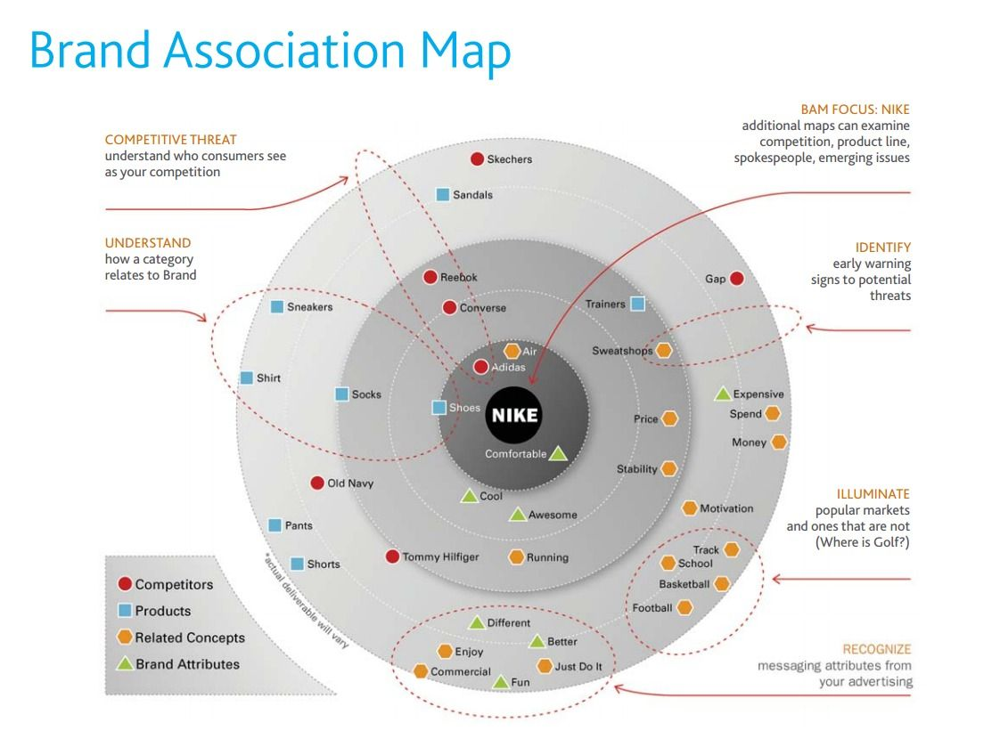 Brand Association Map
COMPETITIVE THREAT
understand who consumers see
as your competition
BAM FOCUS: NIKE
additional maps can examine
competition, product line,
spokespeople, emerging issues
UNDERSTAND
how a category
relates to Brand
IDENTIFY
early warning
signs to potential
threats
Skechers
Sandals
Reebok
Gap
Converse
Trainers
Sneakers
Air
Sweatshops
Adidas
Shirt
Socks
Expensive
Shoes
NIKE
Spend
Price
Money
Comfortable
Stability
Old Navy
Cool
Motivation
Awesome
Pants
Track
Tommy Hilfiger
Running
School
Shorts
Basketball
Football
Different
Better
Enjoy
Just Do It
Commercial
Fun
ILLUMINATE
popular markets
and ones that are not
(Where is Golf?)
RECOGNIZE
messaging attributes from
your advertising
*actual deliverable will vary
Competitors
Products
Related Concepts
Brand Attributes